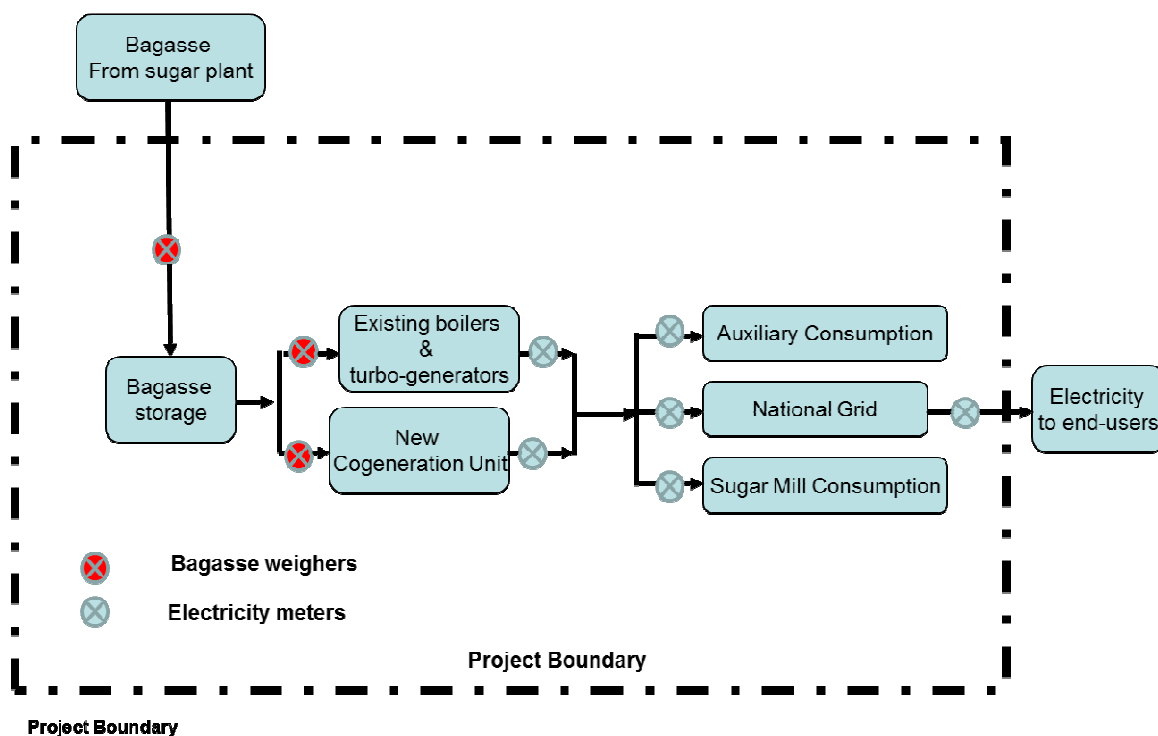 Bagasse
From sugar plant
Existing boilers
&
turbo-generators
Auxiliary Consumption
Bagasse
storage
National Grid
Electricity
to end-users
New
Cogeneration Unit
Sugar Mill Consumption
Bagasse weighers
Electricity meters
Project Boundary
Project Boundary